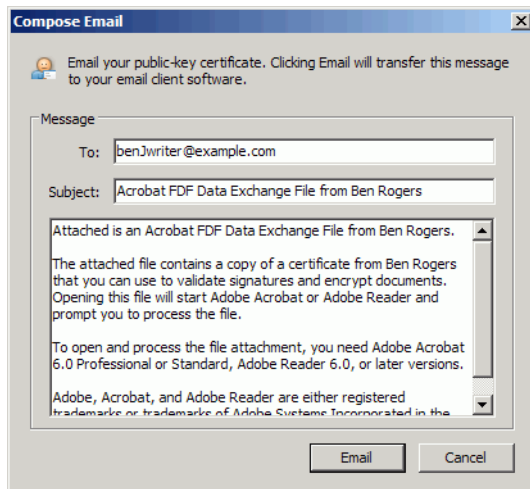 Compose Email
Email your public-key certificate. Clicking Email will transfer this message
to your email client software.
Message
To: benJwriter@example.com
Subject: Acrobat FDF Data Exchange File from Ben Rogers
Attached is an Acrobat FDF Data Exchange File from Ben Rogers.
The attached file contains a copy of a certificate from Ben Rogers
that you can use to validate signatures and encrypt documents.
Opening this file will start Adobe Acrobat or Adobe Reader and
prompt you to process the file.
To open and process the file attachment, you need Adobe Acrobat
6.0 Professional or Standard, Adobe Reader 6.0, or later versions.
Adobe, Acrobat, and Adobe Reader are either registered
trademarks or trademarks of Adobe Systems Incorporated in the
Email Cancel